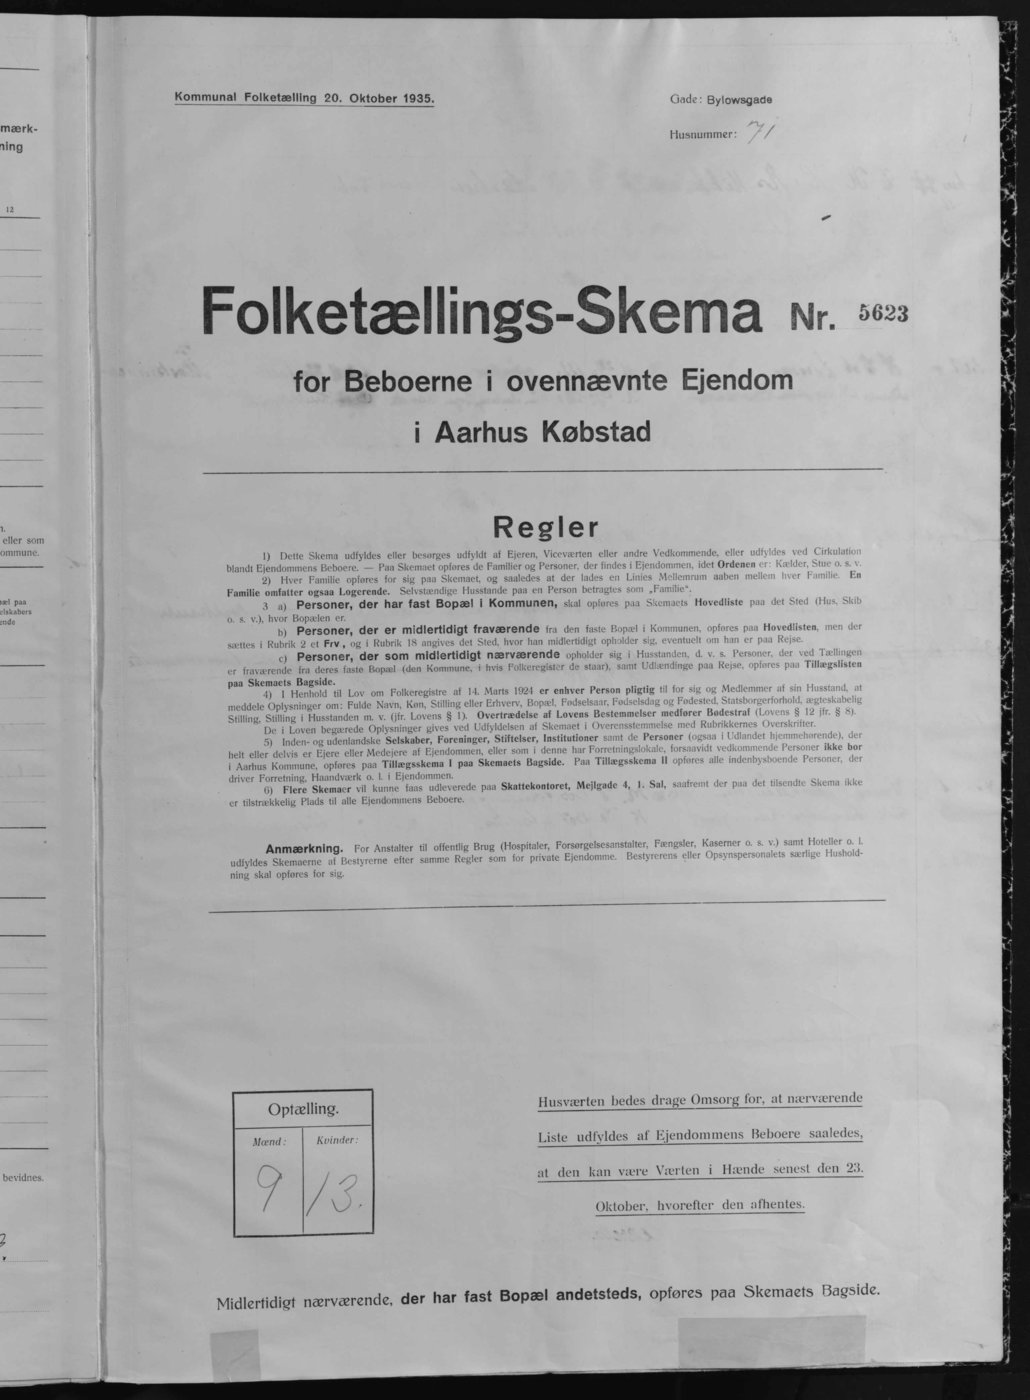 mærk-
ning
12
eller som
ommune.
bevidnes.
Kommunal Folketælling 20. Oktober 1935.
Gade: Bylowsgade
Husnummer: 71
Folketællings-Skema Nr. 5623
for Beboerne i ovennævnte Ejendom
i Aarhus Købstad
Regler
1) Dette Skema udfyldes eller besørges udfyldt af Ejeren, Viceværten eller andre Vedkommende, eller udfyldes ved Cirkulation
blandt Ejendommens Beboere. — Paa Skemaet opføres de Familier og Personer, der findes i Ejendommen, idet Ordenen er: Kælder, Stue o. s. v.
2) Hver Familie opføres for sig paa Skemaet, og saaledes at der lades en Linies Mellemrum aaben mellem hver Familie. En
Familie omfatter ogsaa Logerende. Selvstændige Husstande paa en Person betragtes som „Familie“.
3 a) Personer, der har fast Bopæl i Kommunen, skal opføres paa Skemaets Hovedliste paa det Sted (Hus, Skib
o. s. v.), hvor Bopælen er.
b) Personer, der er midlertidigt fraværende fra den faste Bopæl i Kommunen, opføres paa Hovedlisten, men der
sættes i Rubrik 2 et Frv., og i Rubrik 18 angives det Sted, hvor han midlertidigt opholder sig, eventuelt om han er paa Rejse.
c) Personer, der som midlertidigt nærværende opholder sig i Husstanden, d. v. s. Personer, der ved Tællingen
er fraværende fra deres faste Bopæl (den Kommune, i hvis Folkeregister de staar), samt Udlændinge paa Rejse, opføres paa Tillægslisten
paa Skemaets Bagside.
4) I Henhold til Lov om Folkeregistre af 14. Marts 1924 er enhver Person pligtig til for sig og Medlemmer af sin Husstand, at
meddele Oplysninger om: Fulde Navn, Køn, Stilling eller Erhverv, Bopæl, Fødselsaar, Fødselsdag og Fødested, Statsborgerforhold, ægteskabelig
Stilling, Stilling i Husstanden m. v. (jfr. Lovens § 1). Overtrædelse af Lovens Bestemmelser medfører Bødestraf (Lovens § 12 jfr. § 8).
De i Loven begærede Oplysninger gives ved Udfyldelsen af Skemaet i Overensstemmelse med Rubrikkernes Overskrifter.
5) Inden- og udenlandske Selskaber, Foreninger, Stiftelser, Institutioner samt de Personer (ogsaa i Udlandet hjemmehørende), der
helt eller delvis er Ejere eller Medejere af Ejendommen, eller som i denne har Forretningslokale, forsaavidt vedkommende Personer ikke bor
i Aarhus Kommune, opføres paa Tillægsskema I paa Skemaets Bagside. Paa Tillægsskema II opføres alle indenbysboende Personer, der
driver Forretning, Haandværk o. l. i Ejendommen.
6) Flere Skemaer vil kunne faas udleverede paa Skattekontoret, Mejlgade 4, 1. Sal, saafremt der paa det tilsendte Skema ikke
er tilstrækkelig Plads til alle Ejendommens Beboere.
Anmærkning. For Anstalter til offentlig Brug (Hospitaler, Forsørgelsesanstalter, Fængsler, Kaserner o. s. v.) samt Hoteller o. l.
udfyldes Skemaerne af Bestyrerne efter samme Regler som for private Ejendomme. Bestyrerens eller Opsynspersonalets særlige Hushold-
ning skal opføres for sig.
Optælling.
Mænd: Kvinder:
9 13.
Husværten bedes drage Omsorg for, at nærværende
Liste udfyldes af Ejendommens Beboere saaledes,
at den kan være Værten i Hænde senest den 23.
Oktober, hvorefter den afhentes.
Midlertidigt nærværende, der har fast Bopæl andetsteds, opføres paa Skemaets Bagside.